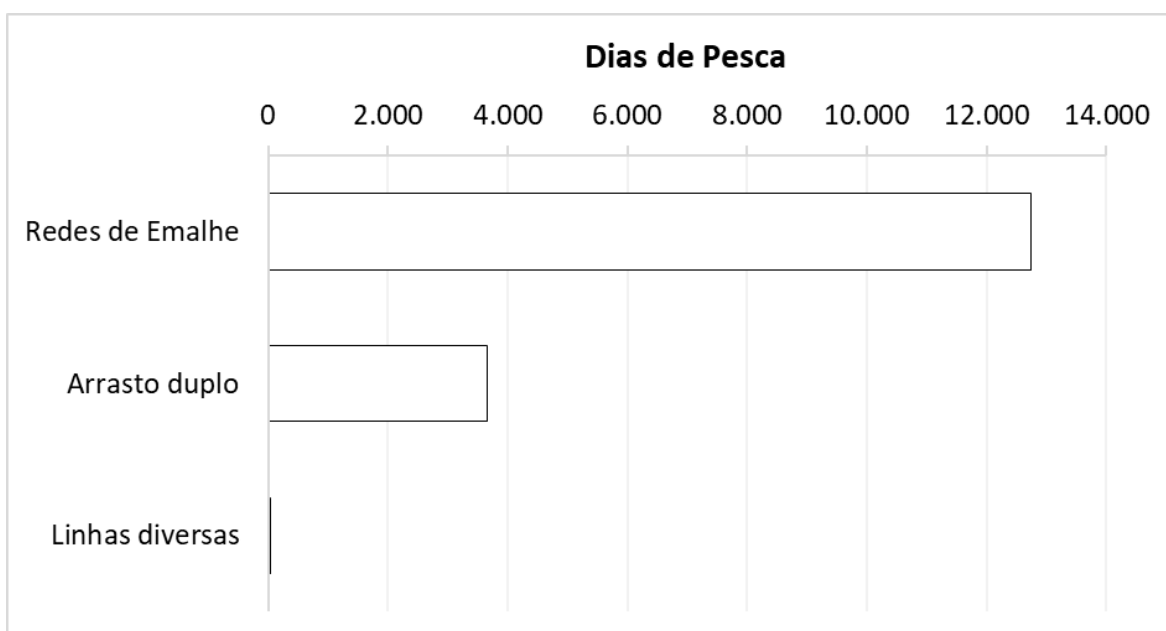 Dias de Pesca
0 2.000 4.000 6.000 8.000 10.000 12.000 14.000
Redes de Emalhe
Arrasto duplo
Linhas diversas